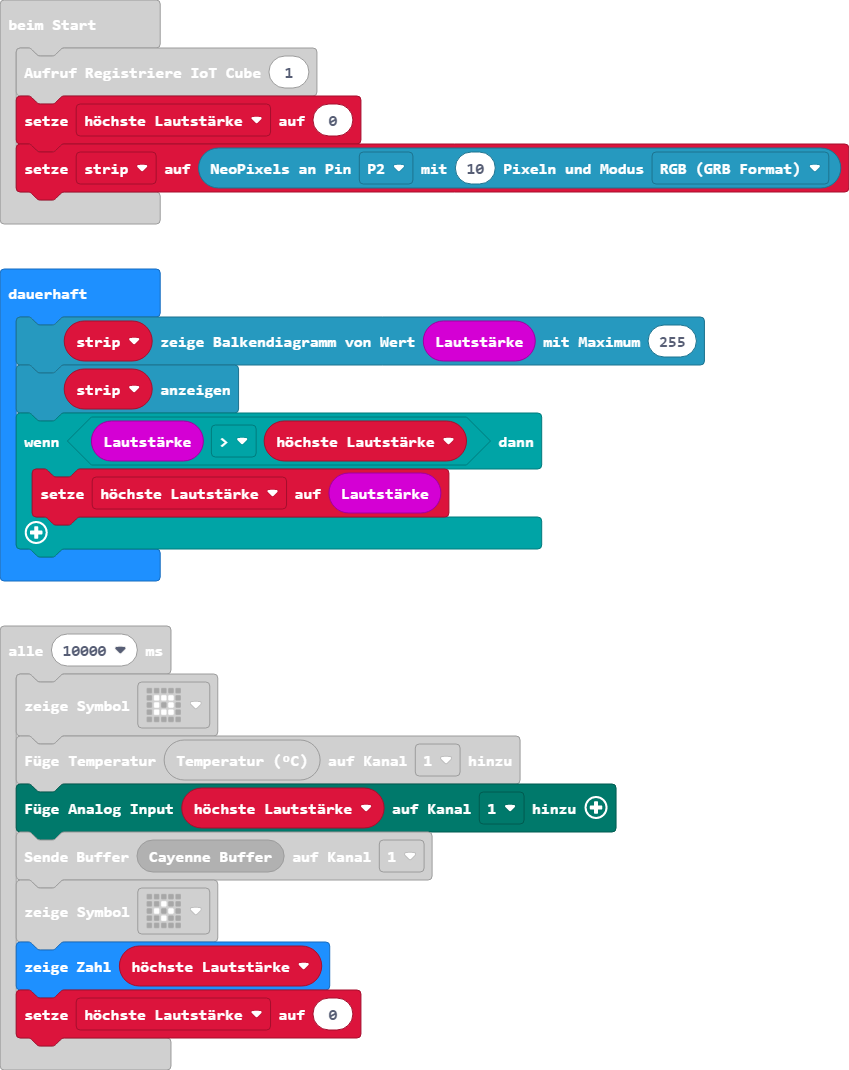 beim Start
Aufruf Registriere IoT Cube 1
setze höchste Lautstärke auf 0
setze strip auf NeoPixels an Pin P2 mit 10 Pixeln und Modus RGB (GRB Format)
dauerhaft
strip zeige Balkendiagramm von Wert Lautstärke mit Maximum 255
strip anzeigen
wenn Lautstärke > höchste Lautstärke dann
setze höchste Lautstärke auf Lautstärke
alle 10000 ms
zeige Symbol
Füge Temperatur Temperatur (°C) auf Kanal 1 hinzu
Füge Analog Input höchste Lautstärke auf Kanal 1 hinzu
Sende Buffer Cayenne Buffer auf Kanal 1
zeige Symbol
zeige Zahl höchste Lautstärke
setze höchste Lautstärke auf 0